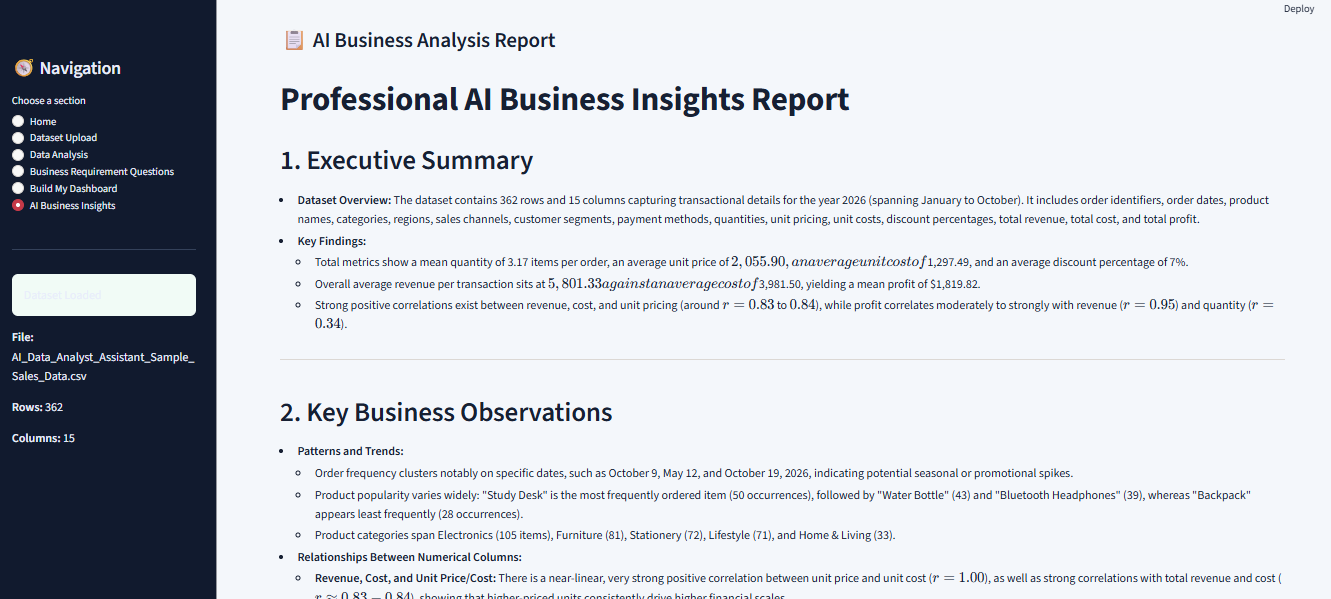 Deploy
Navigation
Choose a section
Home
Dataset Upload
Data Analysis
Business Requirement Questions
Build My Dashboard
AI Business Insights
Dataset Loaded
File:
AI_Data_Analyst_Assistant_Sample_
Sales_Data.csv
Rows: 362
Columns: 15
AI Business Analysis Report
Professional AI Business Insights Report
1. Executive Summary
• Dataset Overview: The dataset contains 362 rows and 15 columns capturing transactional details for the year 2026 (spanning January to October). It includes order identifiers, order dates, product
names, categories, regions, sales channels, customer segments, payment methods, quantities, unit pricing, unit costs, discount percentages, total revenue, total cost, and total profit.
• Key Findings:
◦ Total metrics show a mean quantity of 3.17 items per order, an average unit price of 2,055.90,anaverageunitcostof1,297.49, and an average discount percentage of 7%.
◦ Overall average revenue per transaction sits at 5,801.33againstanaveragecostof3,981.50, yielding a mean profit of $1,819.82.
◦ Strong positive correlations exist between revenue, cost, and unit pricing (around r = 0.83 to 0.84), while profit correlates moderately to strongly with revenue (r = 0.95) and quantity (r =
0.34).
2. Key Business Observations
• Patterns and Trends:
◦ Order frequency clusters notably on specific dates, such as October 9, May 12, and October 19, 2026, indicating potential seasonal or promotional spikes.
◦ Product popularity varies widely: "Study Desk" is the most frequently ordered item (50 occurrences), followed by "Water Bottle" (43) and "Bluetooth Headphones" (39), whereas "Backpack"
appears least frequently (28 occurrences).
◦ Product categories span Electronics (105 items), Furniture (81), Stationery (72), Lifestyle (71), and Home & Living (33).
• Relationships Between Numerical Columns:
◦ Revenue, Cost, and Unit Price/Cost: There is a near-linear, very strong positive correlation between unit price and unit cost (r = 1.00), as well as strong correlations with total revenue and cost (
r ≈ 0.83 – 0.84), showing that higher-priced units consistently drive higher financial scales.